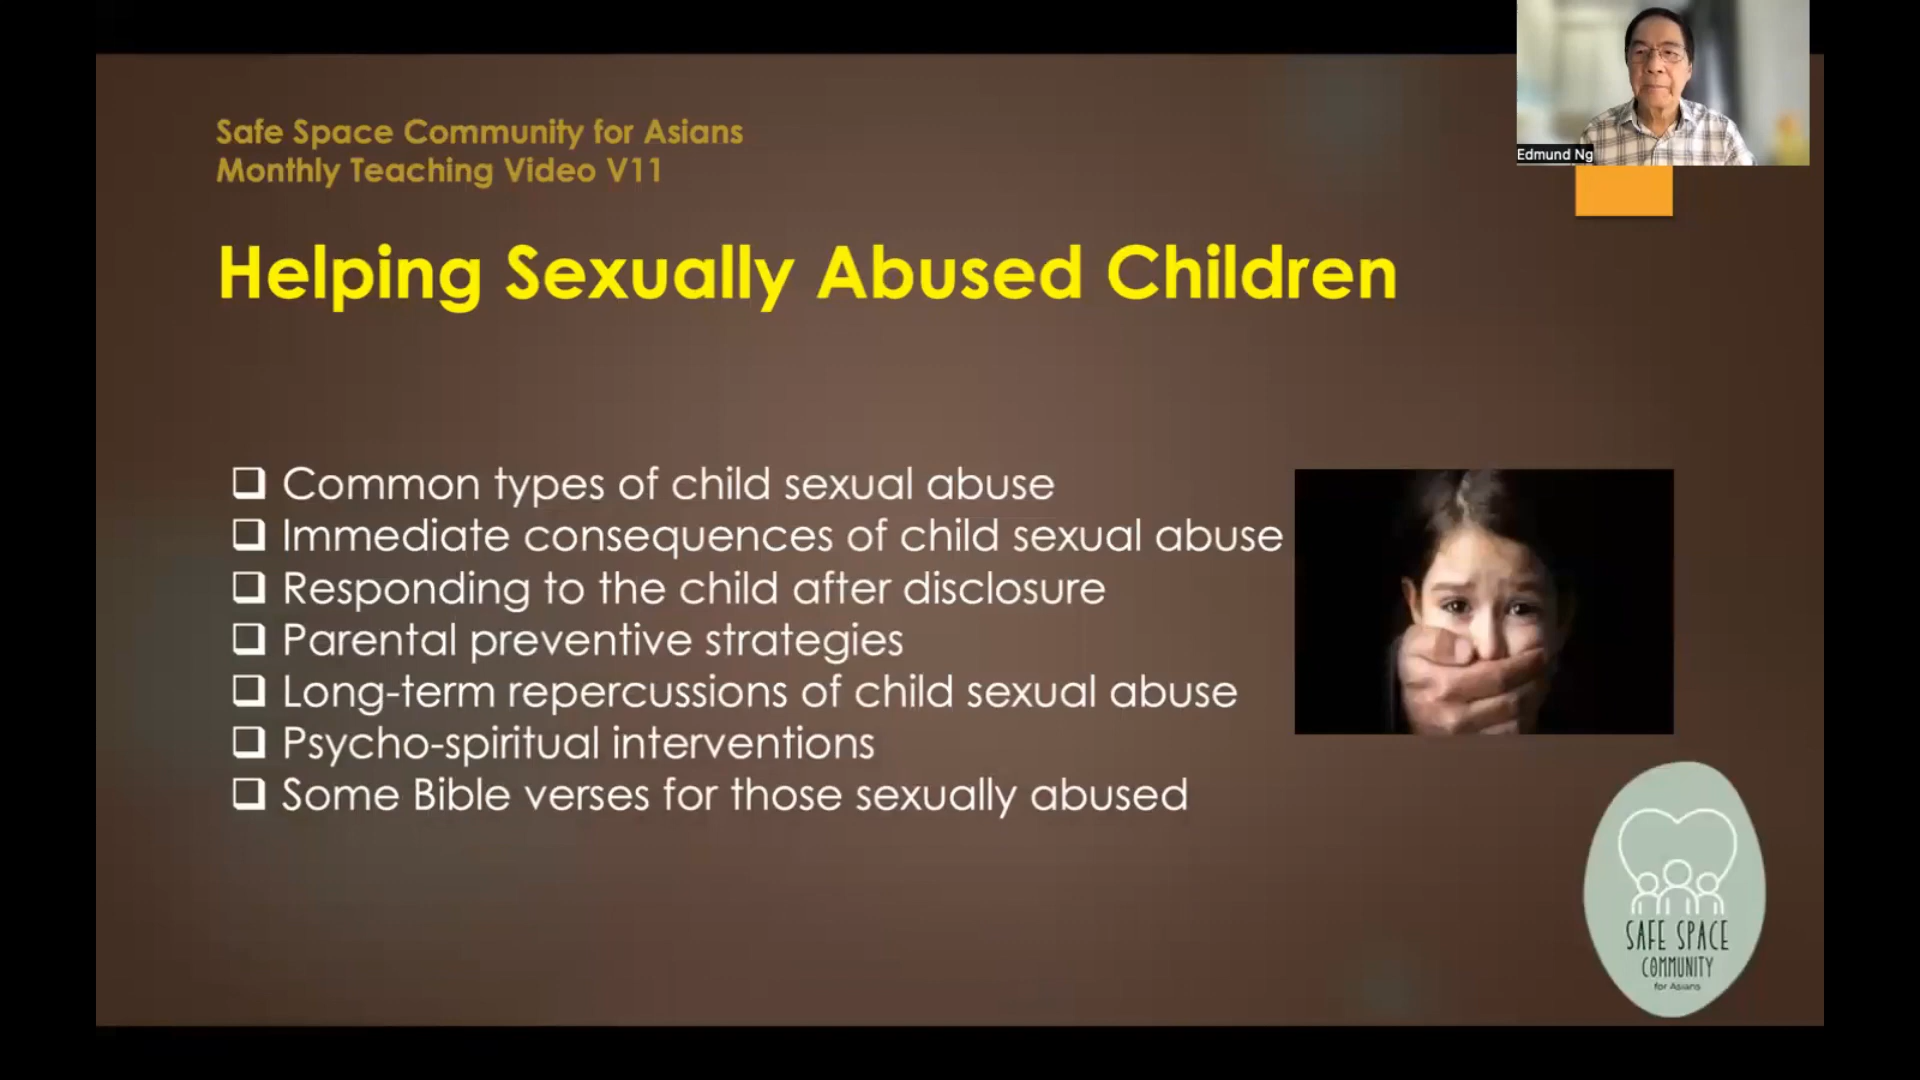 Safe Space Community for Asians
Monthly Teaching Video V11
Edmund Ng
Helping Sexually Abused Children
Common types of child sexual abuse
Immediate consequences of child sexual abuse
Responding to the child after disclosure
Parental preventive strategies
Long-term repercussions of child sexual abuse
Psycho-spiritual interventions
Some Bible verses for those sexually abused
SAFE SPACE
COMMUNITY
for Asians